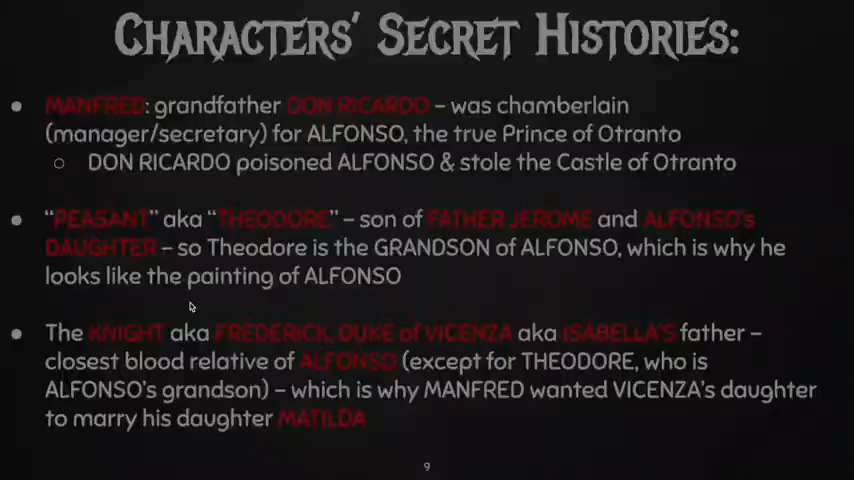 CHARACTERS' SECRET HISTORIES:
● MANFRED: grandfather DON RICARDO – was chamberlain
(manager/secretary) for ALFONSO, the true Prince of Otranto
○ DON RICARDO poisoned ALFONSO & stole the Castle of Otranto
● "PEASANT" aka "THEODORE" – son of FATHER JEROME and ALFONSO's
DAUGHTER – so Theodore is the GRANDSON of ALFONSO, which is why he
looks like the painting of ALFONSO
● The KNIGHT aka FREDERICK, DUKE of VICENZA aka ISABELLA'S father –
closest blood relative of ALFONSO (except for THEODORE, who is
ALFONSO's grandson) – which is why MANFRED wanted VICENZA's daughter
to marry his daughter MATILDA
9